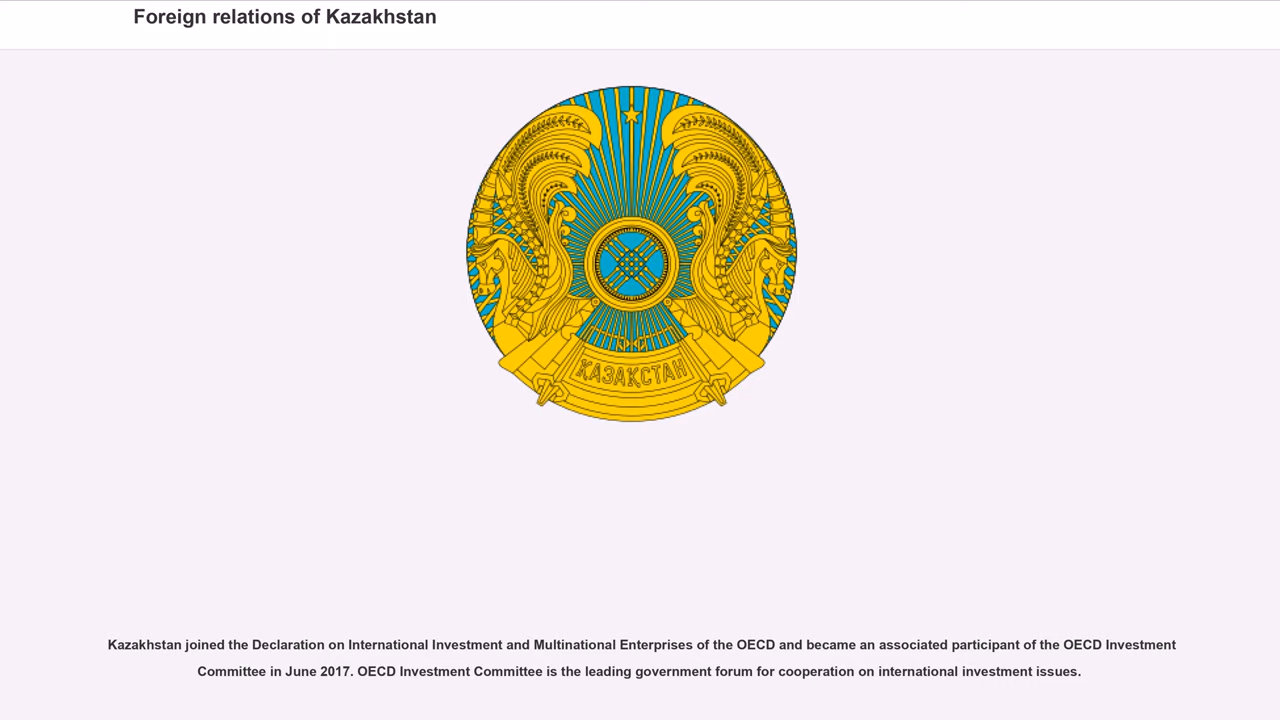 Foreign relations of Kazakhstan
ҚАЗАҚСТАН
Kazakhstan joined the Declaration on International Investment and Multinational Enterprises of the OECD and became an associated participant of the OECD Investment
Committee in June 2017. OECD Investment Committee is the leading government forum for cooperation on international investment issues.